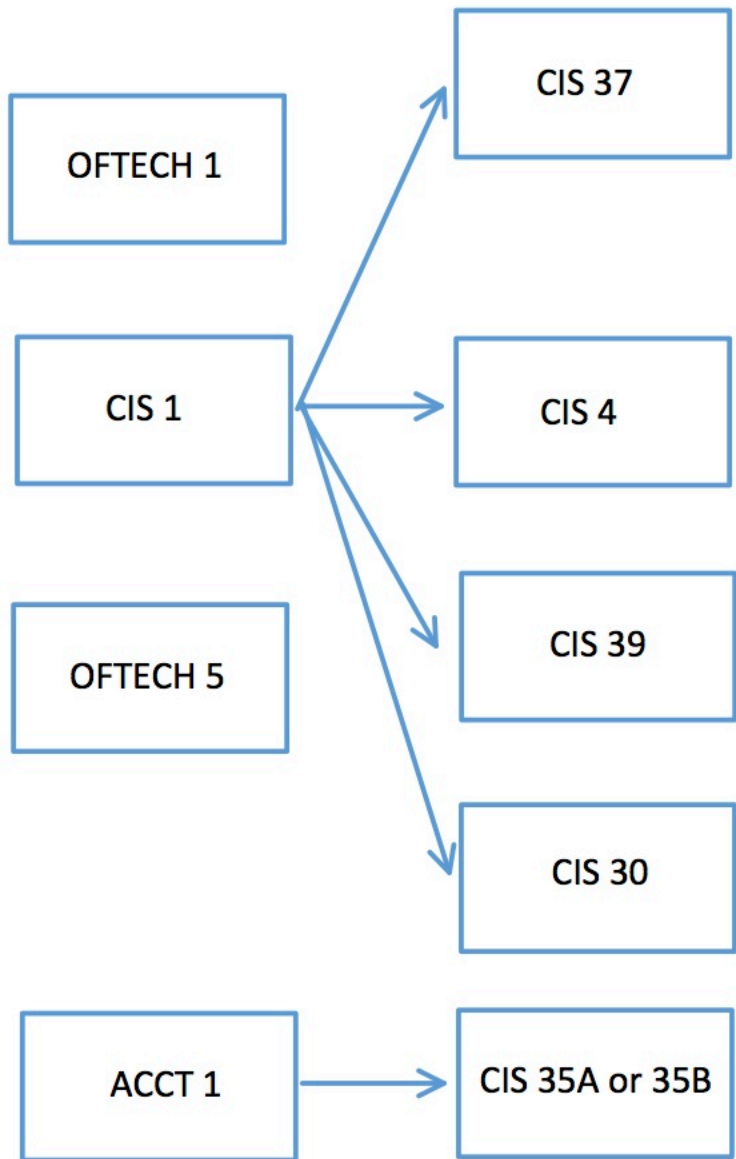 CIS 37
OFTECH 1
CIS 1
CIS 4
OFTECH 5
CIS 39
CIS 30
ACCT 1
CIS 35A or 35B